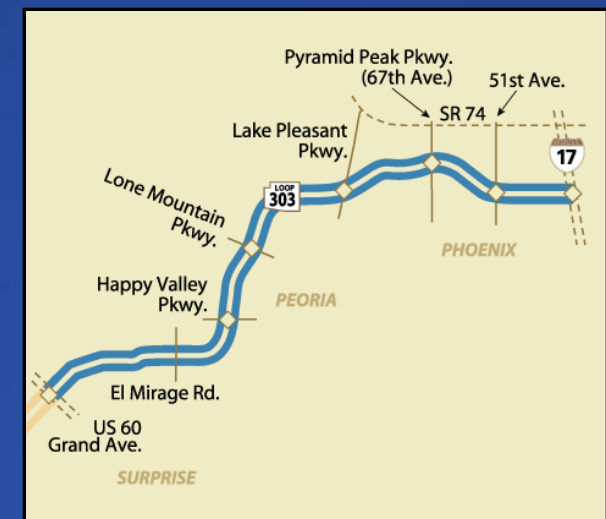 Pyramid Peak Pkwy.
(67th Ave.)
51st Ave.
SR 74
Lake Pleasant
Pkwy.
17
LOOP
303
Lone Mountain
Pkwy.
PHOENIX
Happy Valley
Pkwy.
PEORIA
El Mirage Rd.
US 60
Grand Ave.
SURPRISE